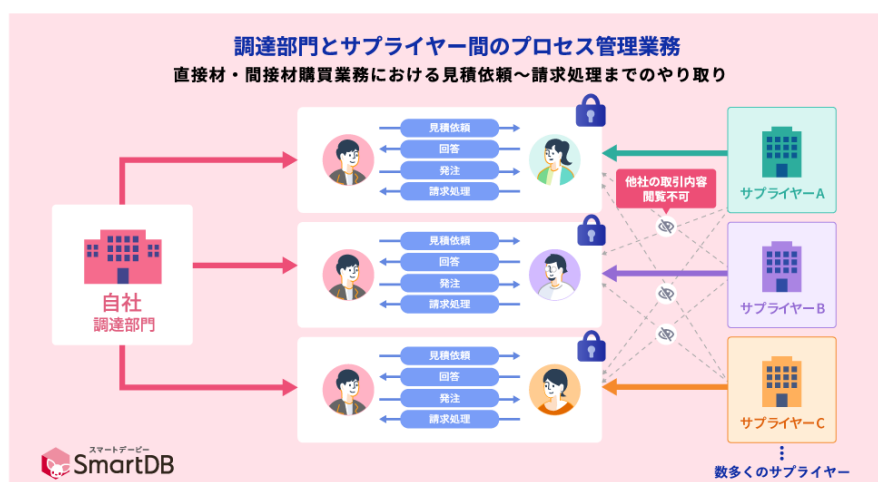 調達部門とサプライヤー間のプロセス管理業務
直接材・間接材購買業務における見積依頼～請求処理までのやり取り
自社
調達部門
見積依頼
回答
発注
請求処理
見積依頼
回答
発注
請求処理
見積依頼
回答
発注
請求処理
他社の取引内容
閲覧不可
サプライヤーA
サプライヤーB
サプライヤーC
数多くのサプライヤー
スマートデービー
SmartDB